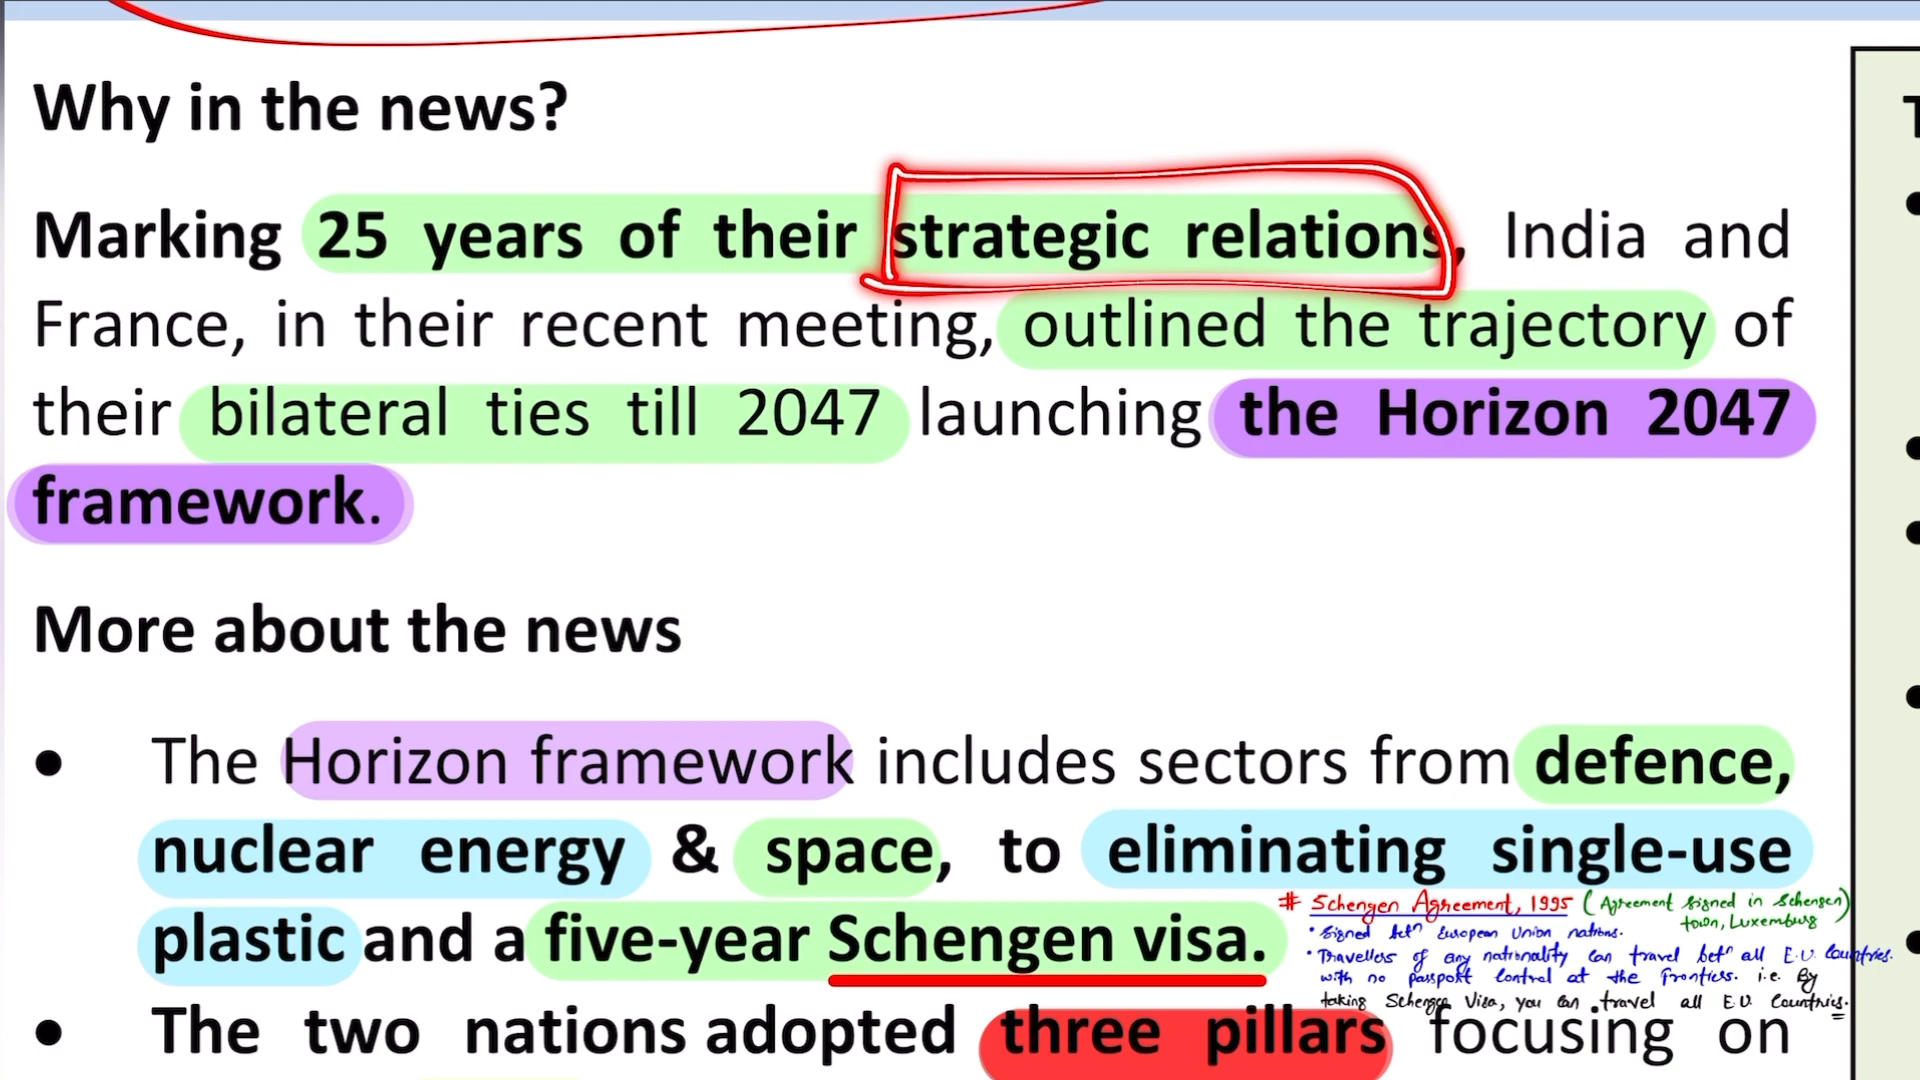 Why in the news?
Marking 25 years of their strategic relations, India and
France, in their recent meeting, outlined the trajectory of
their bilateral ties till 2047 launching the Horizon 2047
framework.
More about the news
• The Horizon framework includes sectors from defence,
nuclear energy & space, to eliminating single-use
plastic and a five-year Schengen visa.
# Schengen Agreement, 1995 (Agreement signed in Schengen
town, Luxemburg
• Signed betn European Union nations.
• Travellers of any nationality can travel betn all E.U. countries.
with no passport control at the frontiers. i.e. By
taking Schengen Visa, you can travel all E.U. Countries.
• The two nations adopted three pillars focusing on